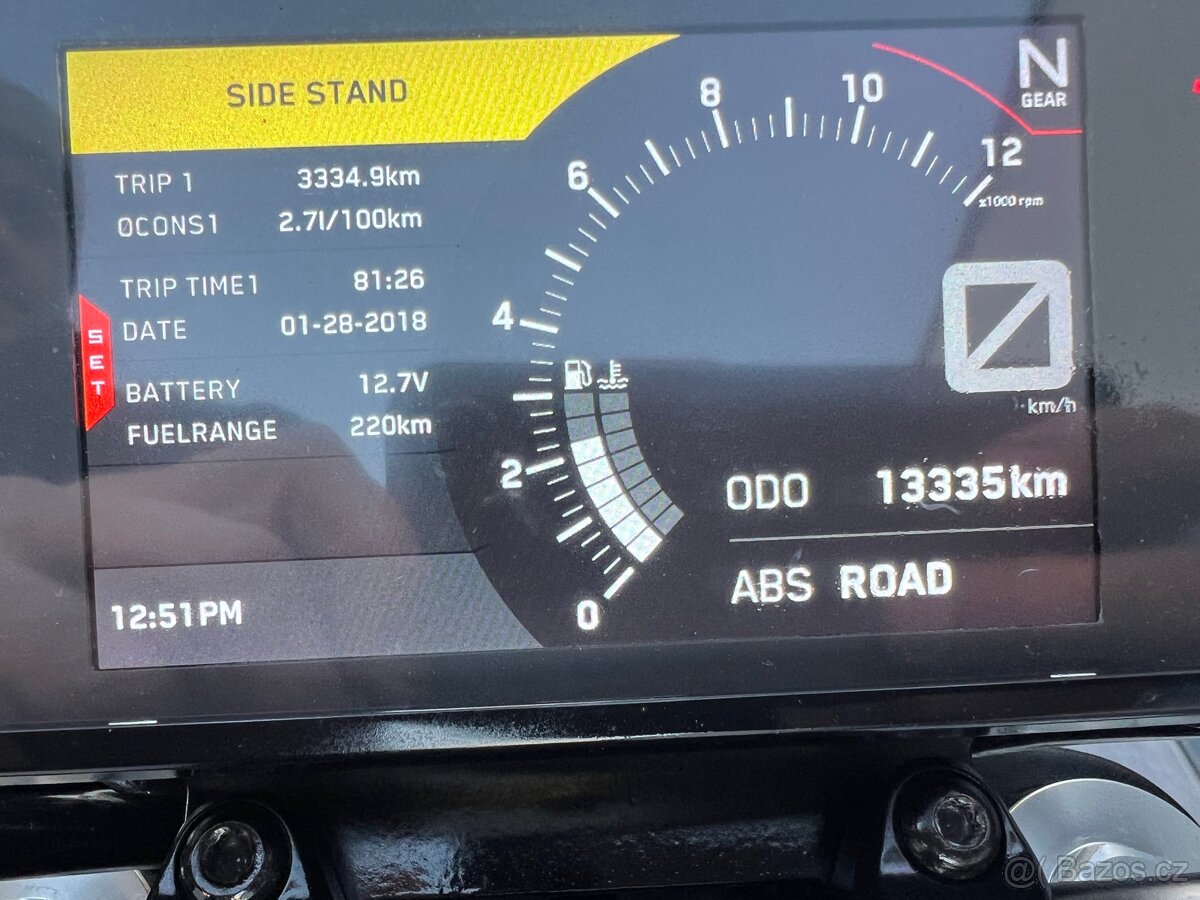 SIDE STAND
TRIP 1 3334.9km
ØCONS1 2.7l/100km
TRIP TIME1 81:26
DATE 01-28-2018
BATTERY 12.7V
FUELRANGE 220km
SET
12:51PM
0
2
4
6
8
10
12
x1000 rpm
N
GEAR
0
km/h
ODO 13335km
ABS ROAD
@( Bazos.cz